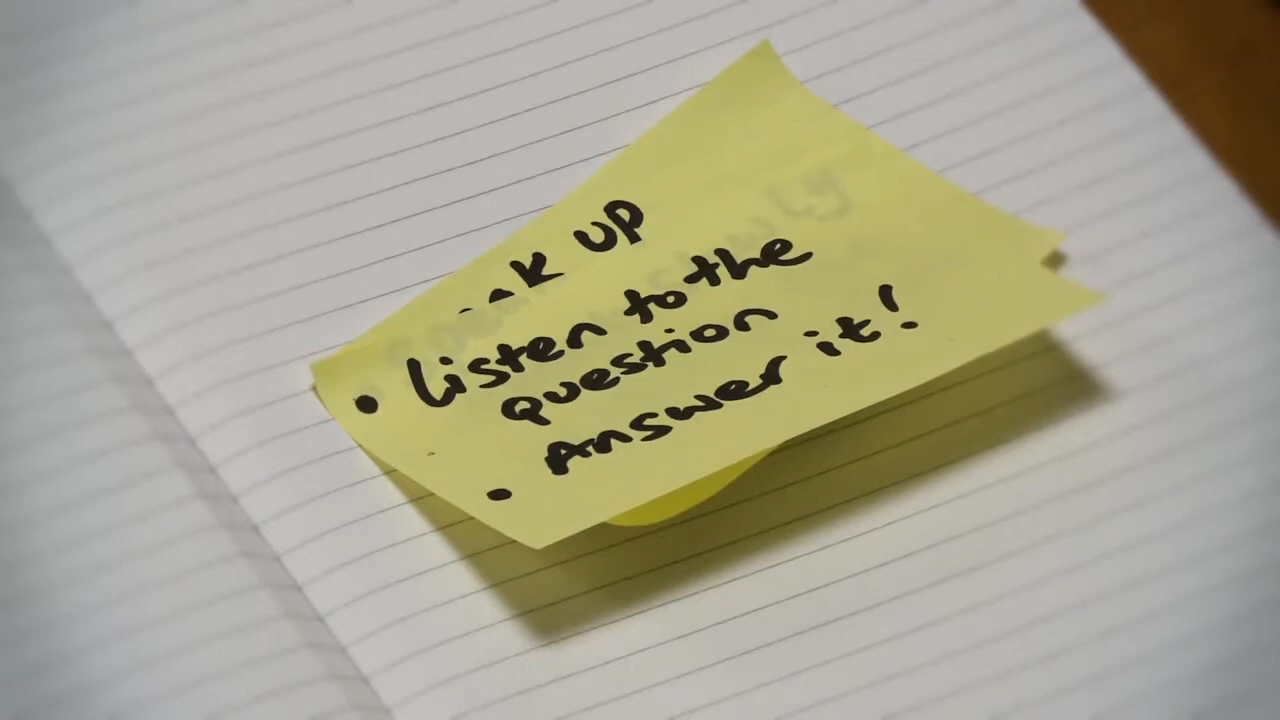 up
• Listen to the
question
• Answer it!